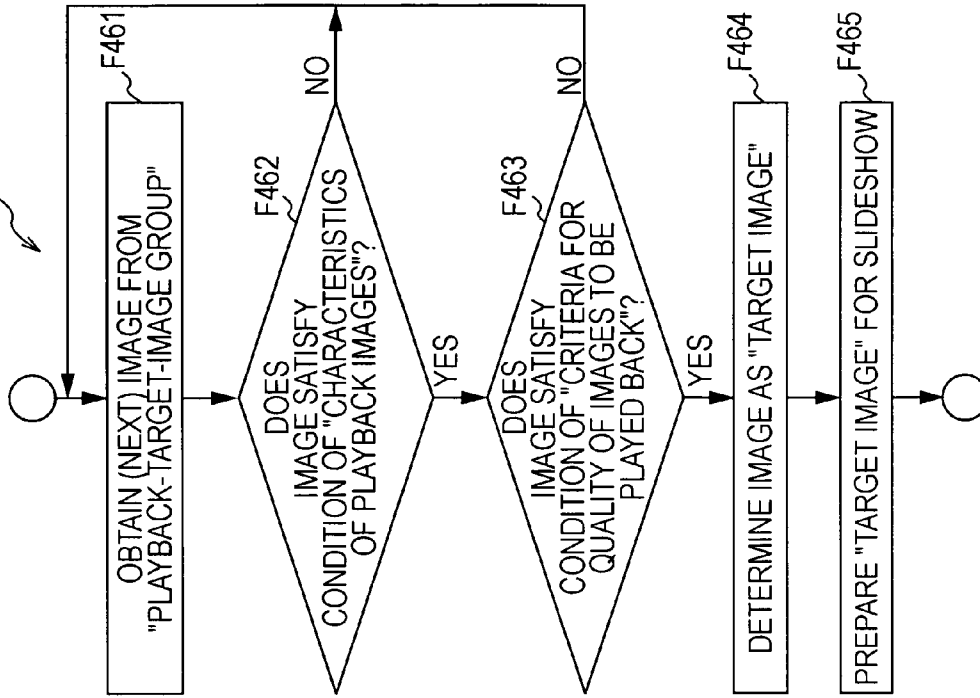 F461
OBTAIN (NEXT) IMAGE FROM
"PLAYBACK-TARGET-IMAGE GROUP"
F462
DOES
IMAGE SATISFY
CONDITION OF "CHARACTERISTICS
OF PLAYBACK IMAGES"?
NO
YES
F463
DOES
IMAGE SATISFY
CONDITION OF "CRITERIA FOR
QUALITY OF IMAGES TO BE
PLAYED BACK"?
NO
YES
F464
DETERMINE IMAGE AS "TARGET IMAGE"
F465
PREPARE "TARGET IMAGE" FOR SLIDESHOW